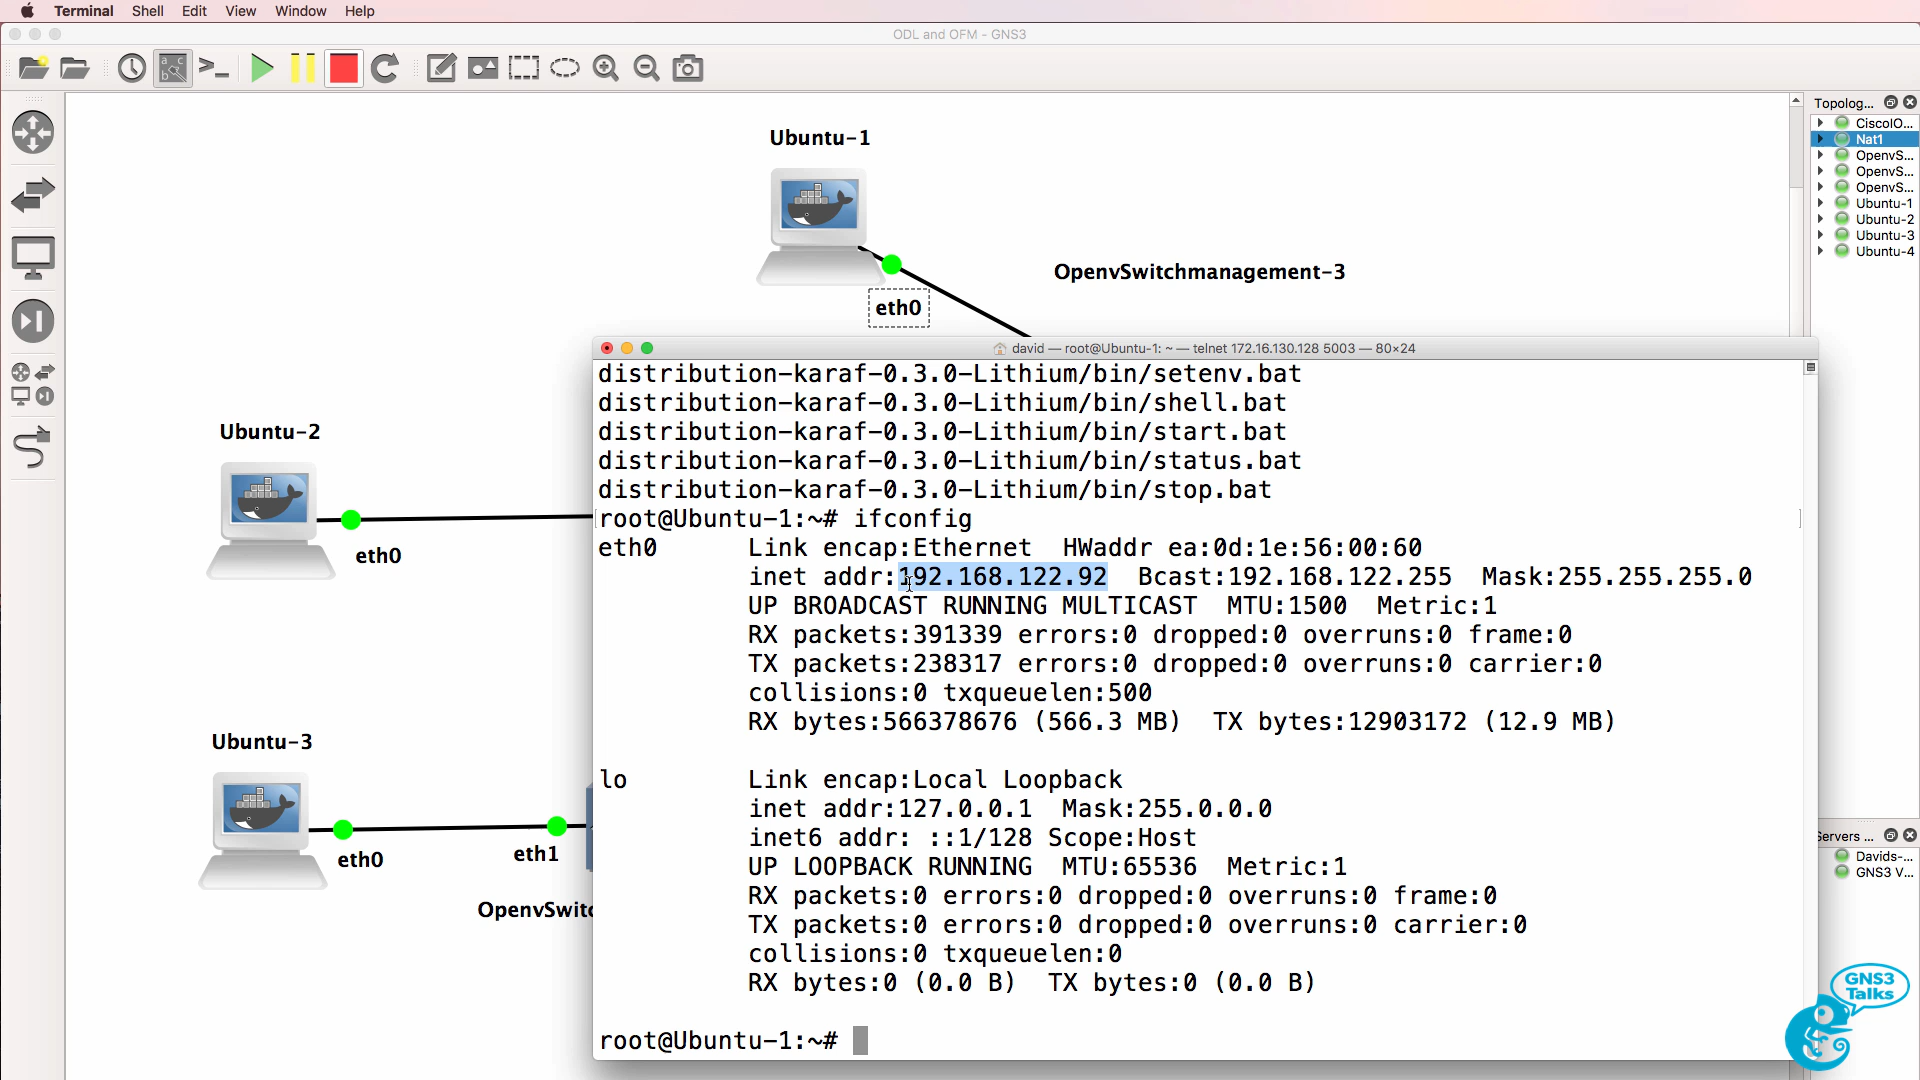 Terminal Shell Edit View Window Help
ODL and OFM - GNS3
Topolog...
CiscoIO...
Nat1
OpenvS...
OpenvS...
OpenvS...
Ubuntu-1
Ubuntu-2
Ubuntu-3
Ubuntu-4
Ubuntu-1
eth0
OpenvSwitchmanagement-3
Ubuntu-2
eth0
Ubuntu-3
eth0
eth1
OpenvSwitc
david — root@Ubuntu-1: ~ — telnet 172.16.130.128 5003 — 80×24
distribution-karaf-0.3.0-Lithium/bin/setenv.bat
distribution-karaf-0.3.0-Lithium/bin/shell.bat
distribution-karaf-0.3.0-Lithium/bin/start.bat
distribution-karaf-0.3.0-Lithium/bin/status.bat
distribution-karaf-0.3.0-Lithium/bin/stop.bat
[root@Ubuntu-1:~# ifconfig ]
eth0 Link encap:Ethernet HWaddr ea:0d:1e:56:00:60
inet addr:192.168.122.92 Bcast:192.168.122.255 Mask:255.255.255.0
UP BROADCAST RUNNING MULTICAST MTU:1500 Metric:1
RX packets:391339 errors:0 dropped:0 overruns:0 frame:0
TX packets:238317 errors:0 dropped:0 overruns:0 carrier:0
collisions:0 txqueuelen:500
RX bytes:566378676 (566.3 MB) TX bytes:12903172 (12.9 MB)
lo Link encap:Local Loopback
inet addr:127.0.0.1 Mask:255.0.0.0
inet6 addr: ::1/128 Scope:Host
UP LOOPBACK RUNNING MTU:65536 Metric:1
RX packets:0 errors:0 dropped:0 overruns:0 frame:0
TX packets:0 errors:0 dropped:0 overruns:0 carrier:0
collisions:0 txqueuelen:0
RX bytes:0 (0.0 B) TX bytes:0 (0.0 B)
root@Ubuntu-1:~#
Servers ...
Davids-...
GNS3 V...
GNS3
Talks